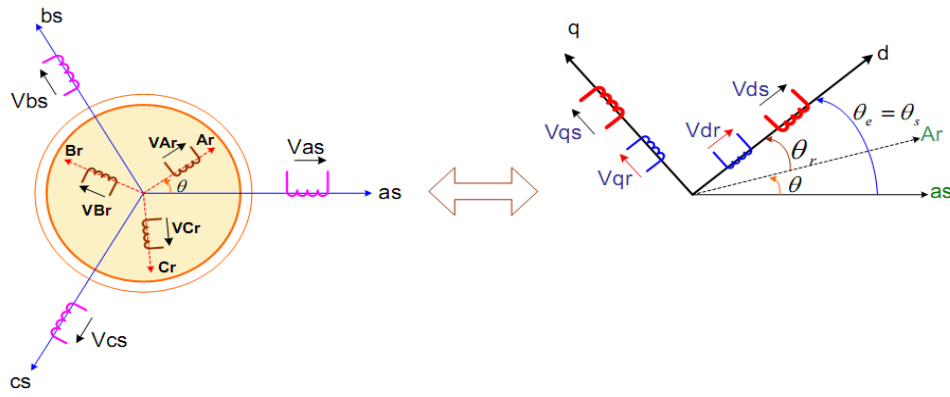 bs
Vbs
Br
VBr
VAr
Ar
θ
Vas
as
VCr
Cr
Vcs
cs
q
Vqs
Vqr
Vdr
Vds
d
θr
θ
θe = θs
Ar
as